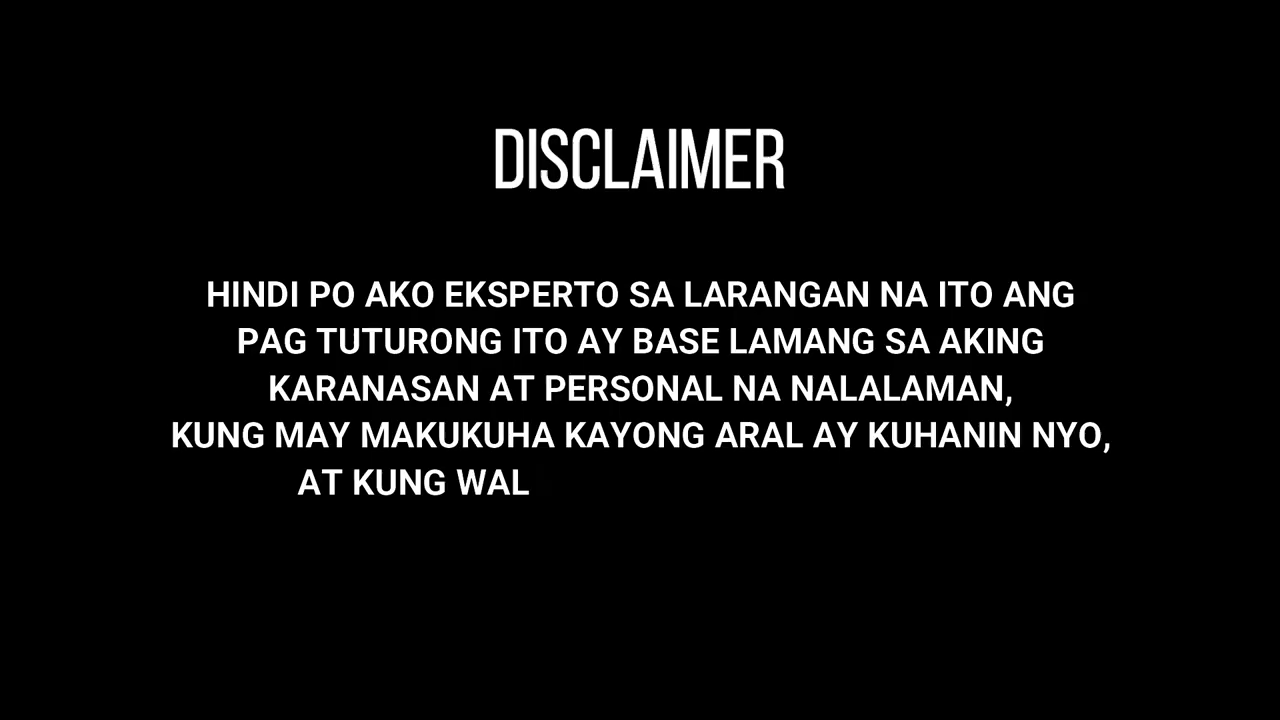 DISCLAIMER
HINDI PO AKO EKSPERTO SA LARANGAN NA ITO ANG
PAG TUTURONG ITO AY BASE LAMANG SA AKING
KARANASAN AT PERSONAL NA NALALAMAN,
KUNG MAY MAKUKUHA KAYONG ARAL AY KUHANIN NYO,
AT KUNG WAL